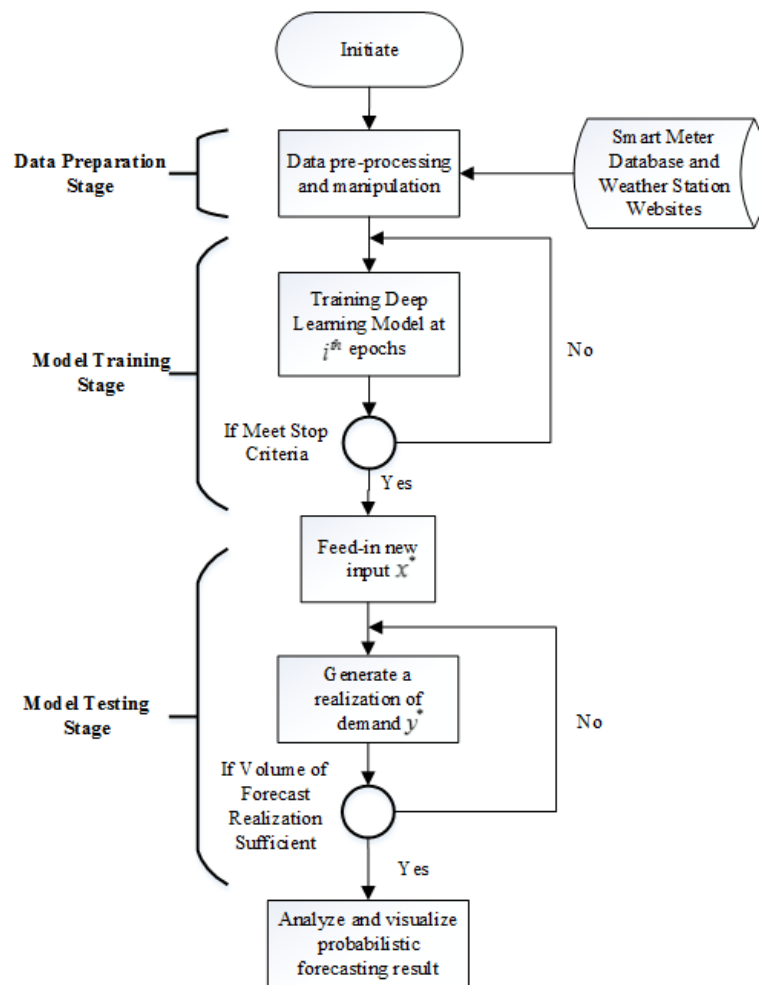 Initiate
Data Preparation
Stage
Data pre-processing
and manipulation
Smart Meter
Database and
Weather Station
Websites
Model Training
Stage
Training Deep
Learning Model at
i^th epochs
No
If Meet Stop
Criteria
Yes
Feed-in new
input x*
Model Testing
Stage
Generate a
realization of
demand y*
No
If Volume of
Forecast
Realization
Sufficient
Yes
Analyze and visualize
probabilistic
forecasting result